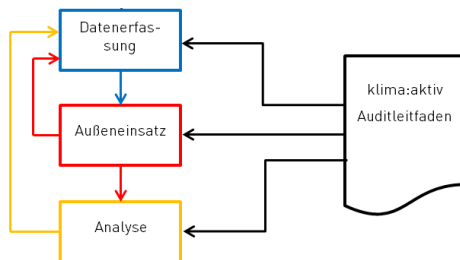 Datenerfas-
sung
klima:aktiv
Auditleitfaden
Außeneinsatz
Analyse